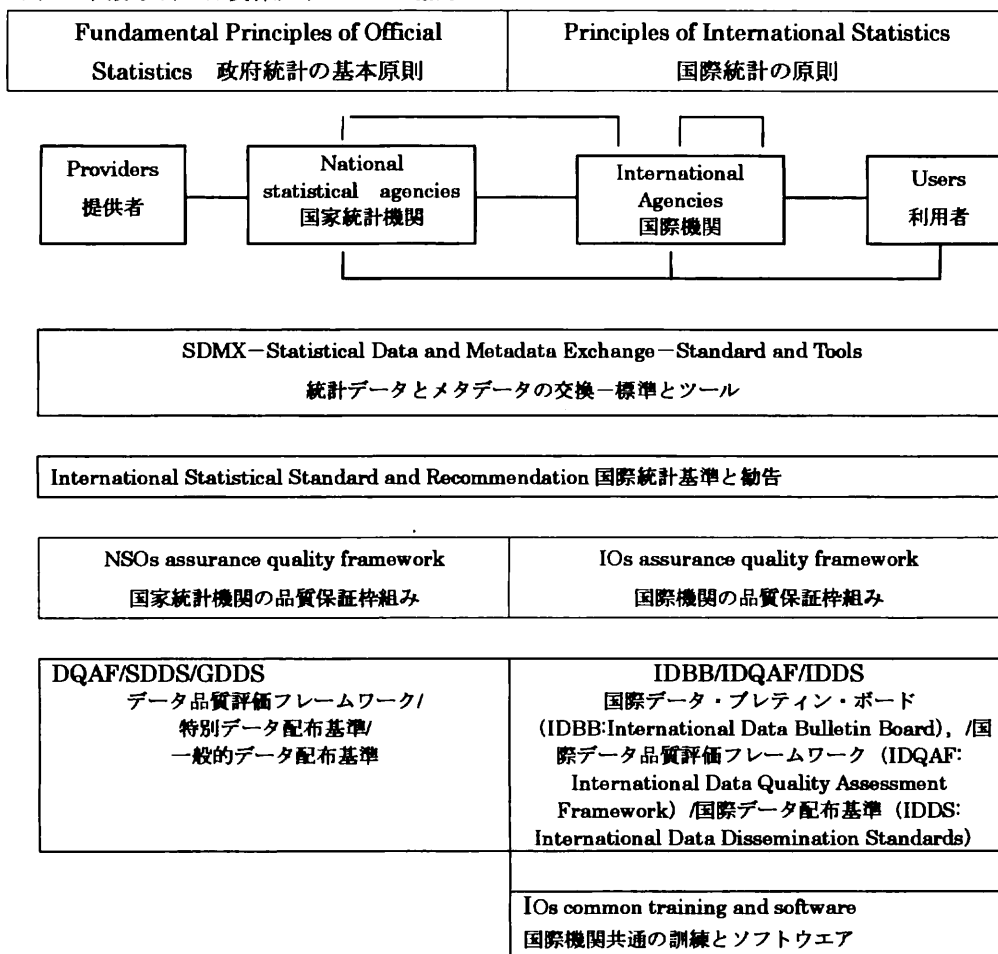 Fundamental Principles of Official
Statistics 政府統計の基本原則
Principles of International Statistics
国際統計の原則
Providers
提供者
National
statistical agencies
国家統計機関
International
Agencies
国際機関
Users
利用者
SDMX－Statistical Data and Metadata Exchange－Standard and Tools
統計データとメタデータの交換－標準とツール
International Statistical Standard and Recommendation 国際統計基準と勧告
NSOs assurance quality framework
国家統計機関の品質保証枠組み
IOs assurance quality framework
国際機関の品質保証枠組み
DQAF/SDDS/GDDS
データ品質評価フレームワーク/
特別データ配布基準/
一般的データ配布基準
IDBB/IDQAF/IDDS
国際データ・ブレティン・ボード
(IDBB:International Data Bulletin Board)，/国
際データ品質評価フレームワーク（IDQAF:
International Data Quality Assessment
Framework）/国際データ配布基準（IDDS:
International Data Dissemination Standards）
IOs common training and software
国際機関共通の訓練とソフトウエア